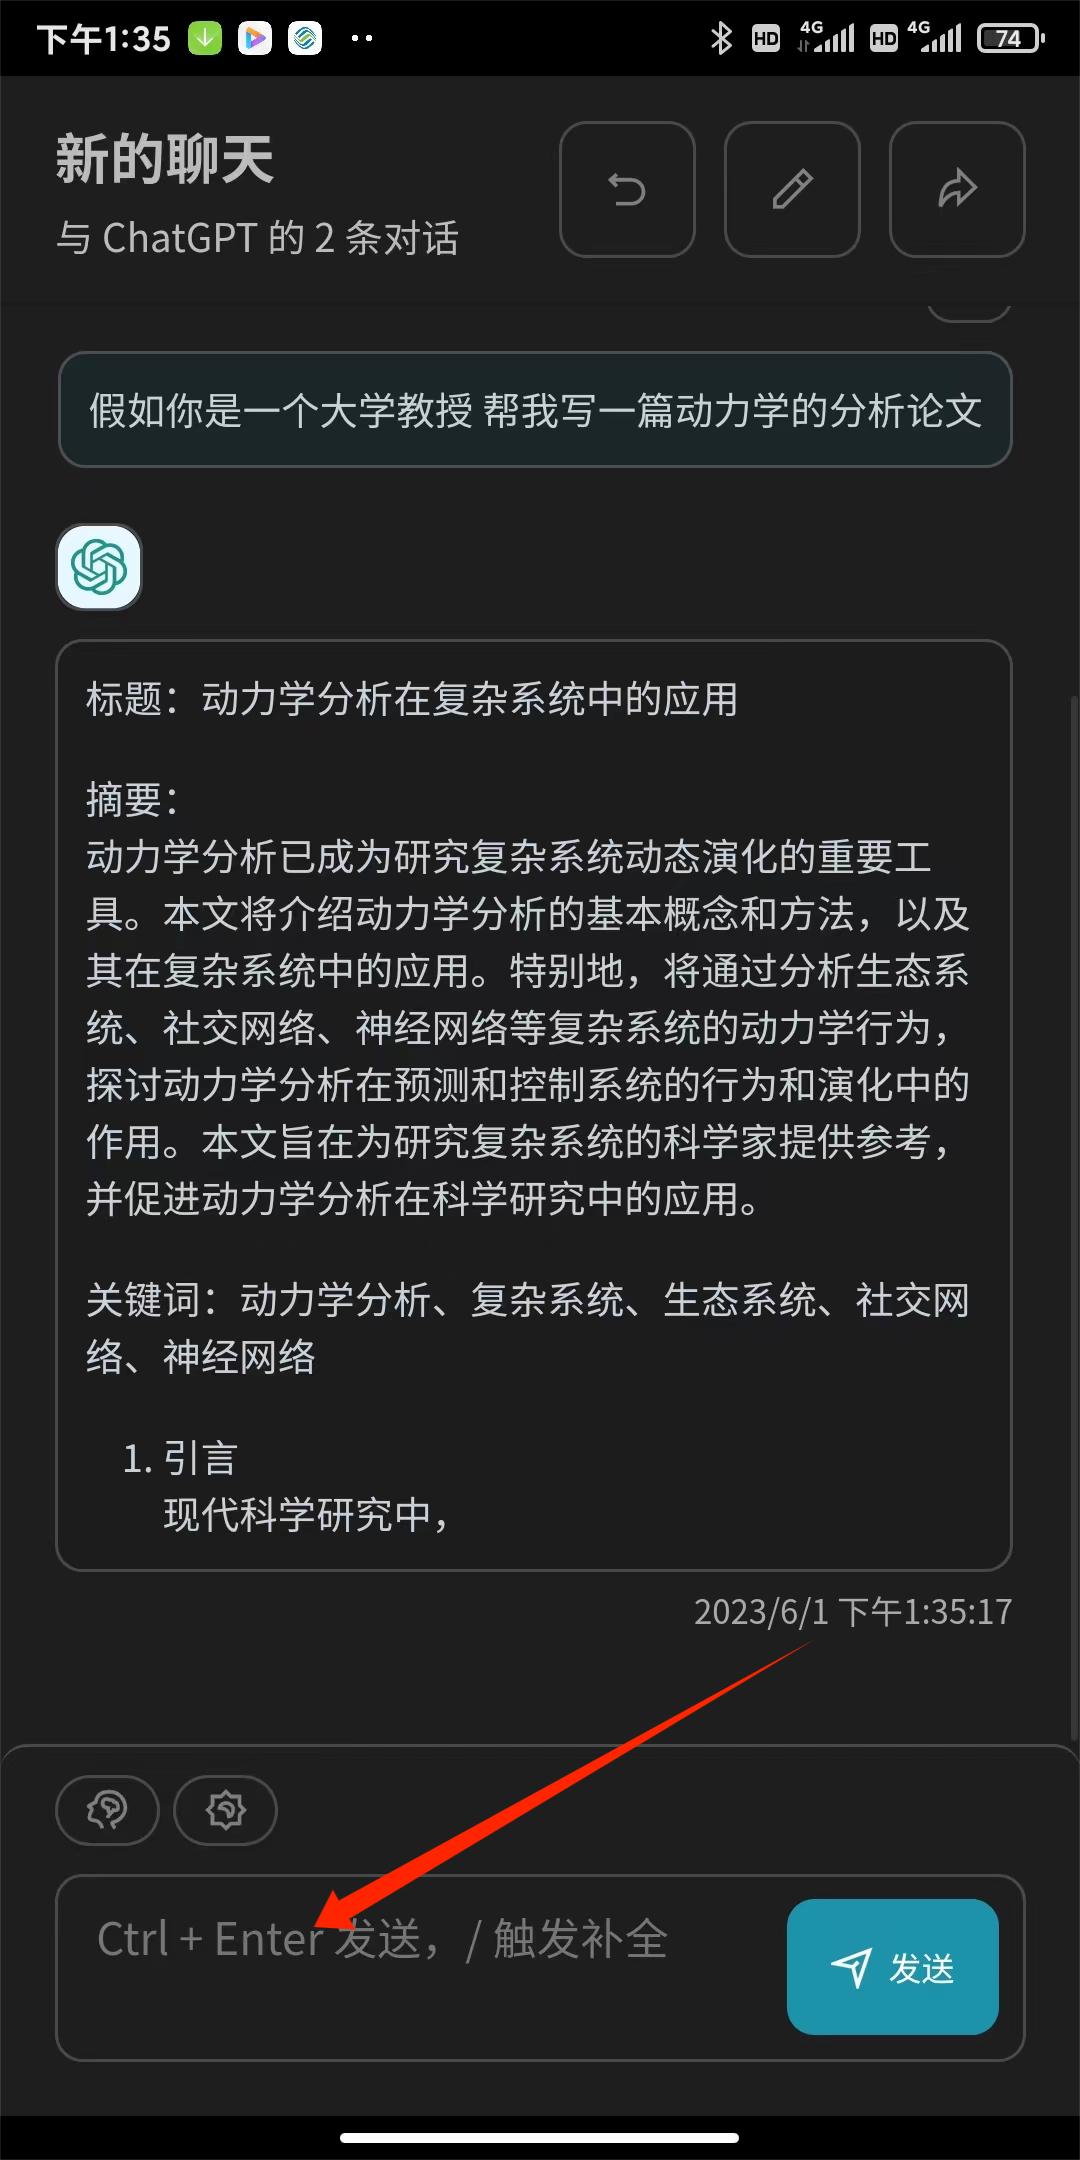 下午1:35
HD
4G
HD
4G
74
新的聊天
与 ChatGPT 的 2 条对话
假如你是一个大学教授 帮我写一篇动力学的分析论文
标题：动力学分析在复杂系统中的应用
摘要：
动力学分析已成为研究复杂系统动态演化的重要工
具。本文将介绍动力学分析的基本概念和方法，以及
其在复杂系统中的应用。特别地，将通过分析生态系
统、社交网络、神经网络等复杂系统的动力学行为，
探讨动力学分析在预测和控制系统的行为和演化中的
作用。本文旨在为研究复杂系统的科学家提供参考，
并促进动力学分析在科学研究中的应用。
关键词：动力学分析、复杂系统、生态系统、社交网
络、神经网络
1. 引言
现代科学研究中，
2023/6/1 下午1:35:17
Ctrl + Enter 发送，/ 触发补全
发送